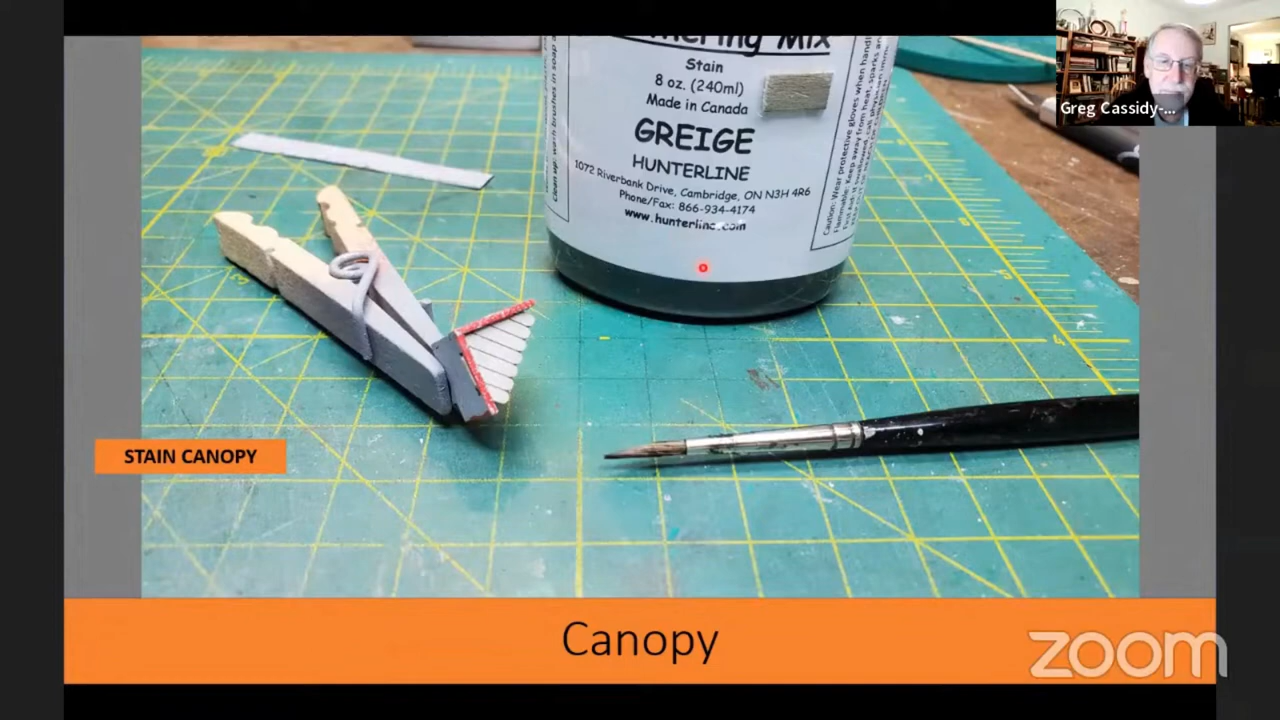 Mix
Stain
8 oz. (240ml)
Made in Canada
GREIGE
HUNTERLINE
1072 Riverbank Drive, Cambridge, ON N3H 4R6
Phone/Fax: 866-934-4174
www.hunterline.com
Greg Cassidy-...
STAIN CANOPY
Canopy
zoom